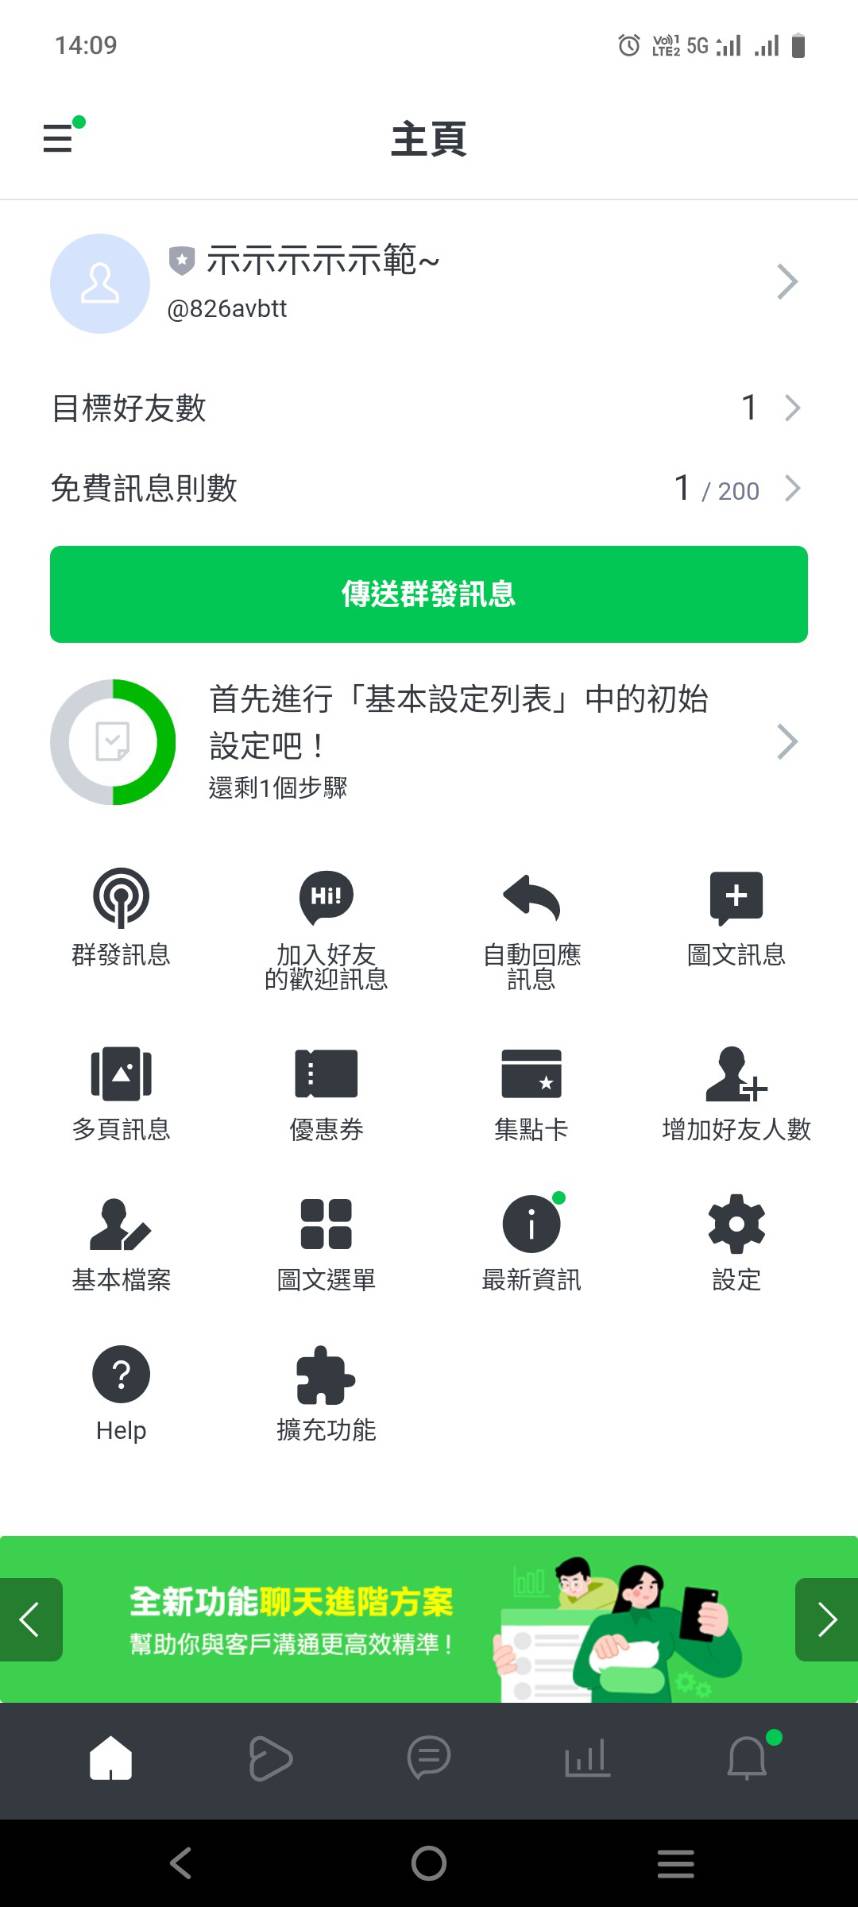 14:09
Vo))1 LTE2 5G
主頁
示示示示示範~
@826avbtt
目標好友數 1
免費訊息則數 1 / 200
傳送群發訊息
首先進行「基本設定列表」中的初始
設定吧！
還剩1個步驟
群發訊息
Hi!
加入好友
的歡迎訊息
自動回應
訊息
圖文訊息
多頁訊息
優惠券
集點卡
增加好友人數
基本檔案
圖文選單
最新資訊
設定
Help
擴充功能
全新功能聊天進階方案
幫助你與客戶溝通更高效精準！